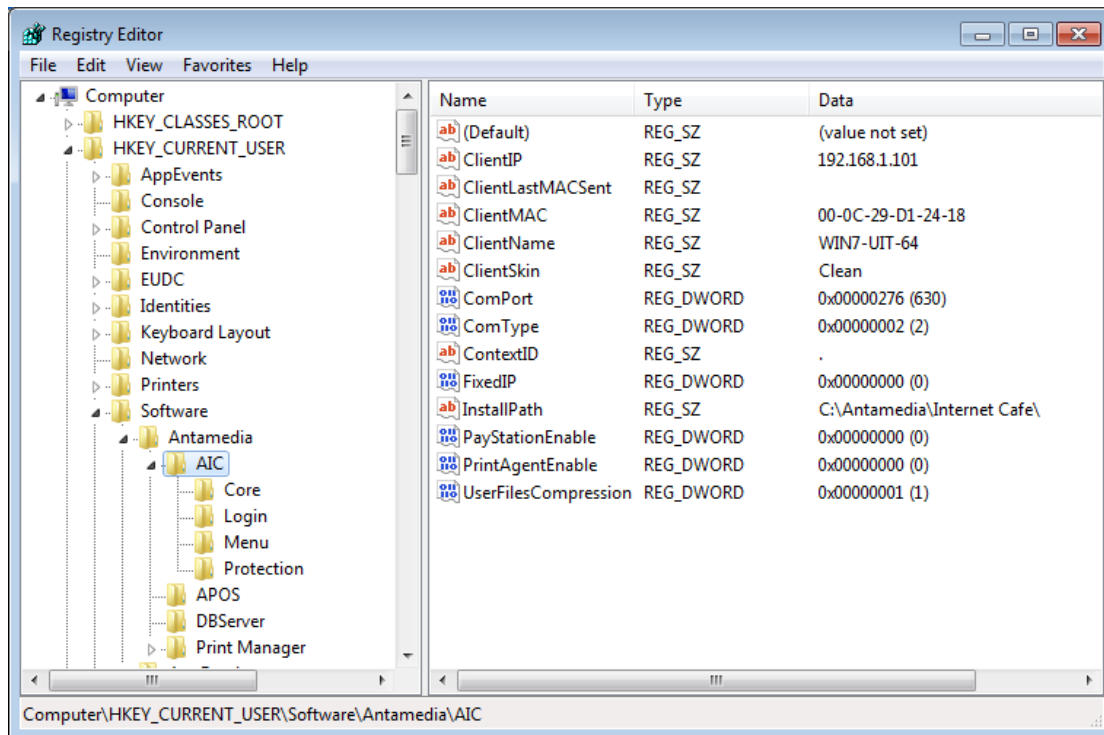 Registry Editor
File Edit View Favorites Help
Computer
HKEY_CLASSES_ROOT
HKEY_CURRENT_USER
AppEvents
Console
Control Panel
Environment
EUDC
Identities
Keyboard Layout
Network
Printers
Software
Antamedia
AIC
Core
Login
Menu
Protection
APOS
DBServer
Print Manager
Name Type Data
(Default) REG_SZ (value not set)
ClientIP REG_SZ 192.168.1.101
ClientLastMACSent REG_SZ
ClientMAC REG_SZ 00-0C-29-D1-24-18
ClientName REG_SZ WIN7-UIT-64
ClientSkin REG_SZ Clean
ComPort REG_DWORD 0x00000276 (630)
ComType REG_DWORD 0x00000002 (2)
ContextID REG_SZ .
FixedIP REG_DWORD 0x00000000 (0)
InstallPath REG_SZ C:\Antamedia\Internet Cafe\
PayStationEnable REG_DWORD 0x00000000 (0)
PrintAgentEnable REG_DWORD 0x00000000 (0)
UserFilesCompression REG_DWORD 0x00000001 (1)
Computer\HKEY_CURRENT_USER\Software\Antamedia\AIC